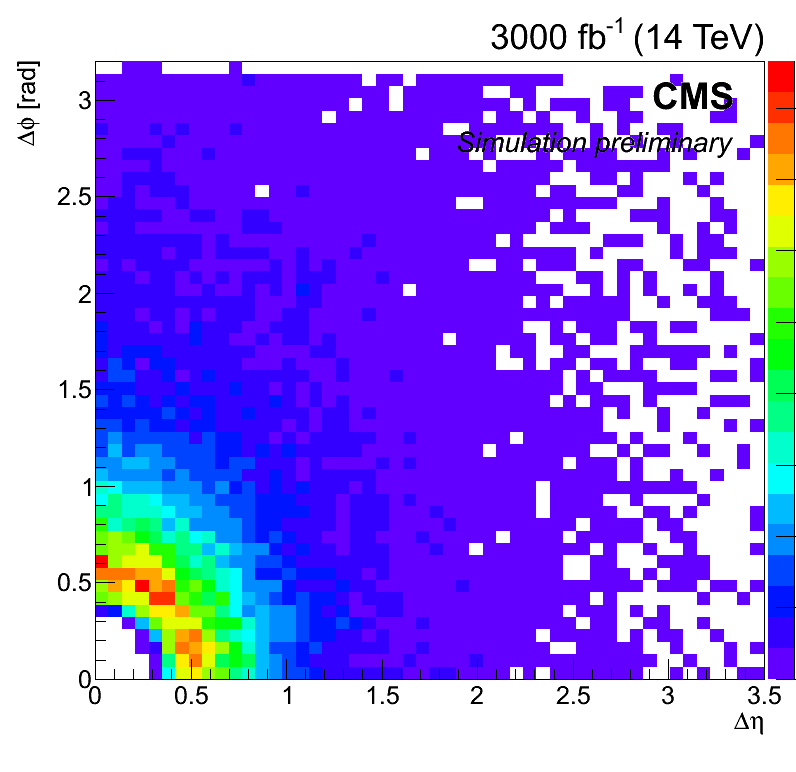 3000 fb-1 (14 TeV)
Δϕ [rad]
CMS
Simulation preliminary
3
2.5
2
1.5
1
0.5
0
0 0.5 1 1.5 2 2.5 3 3.5
Δη